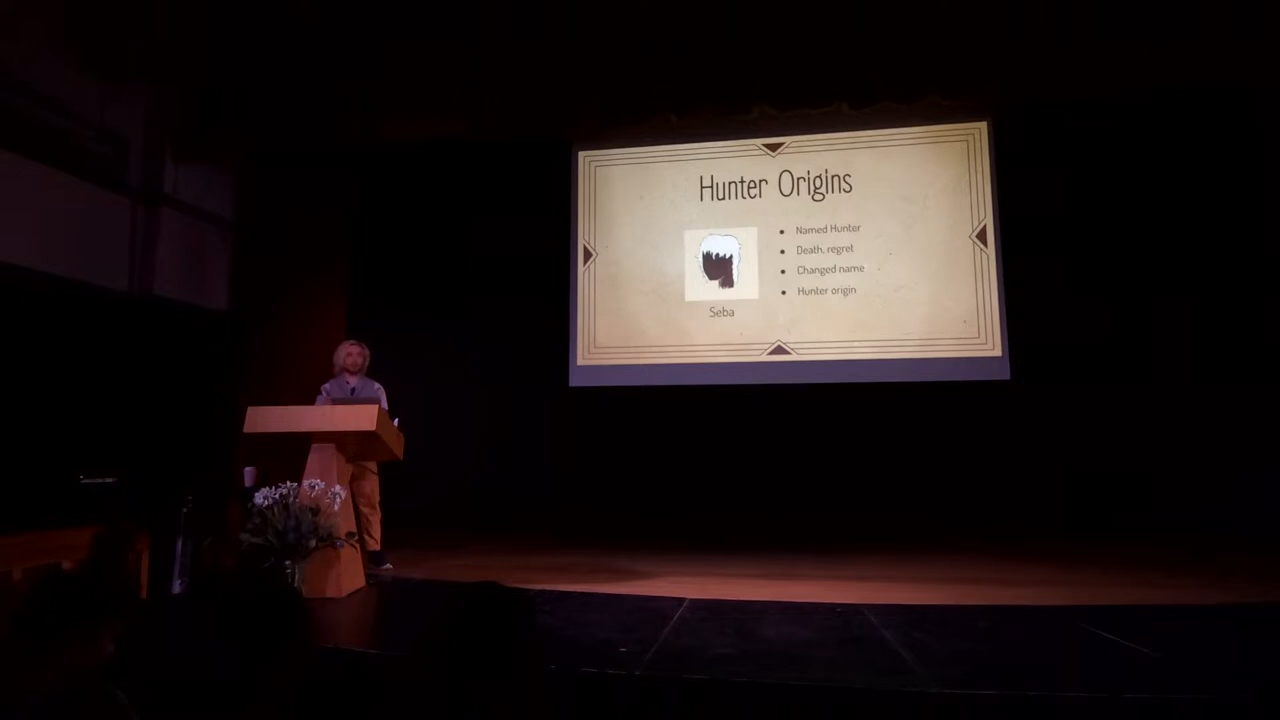 Hunter Origins
Named Hunter
Death, regret
Changed name
Hunter origin
Seba